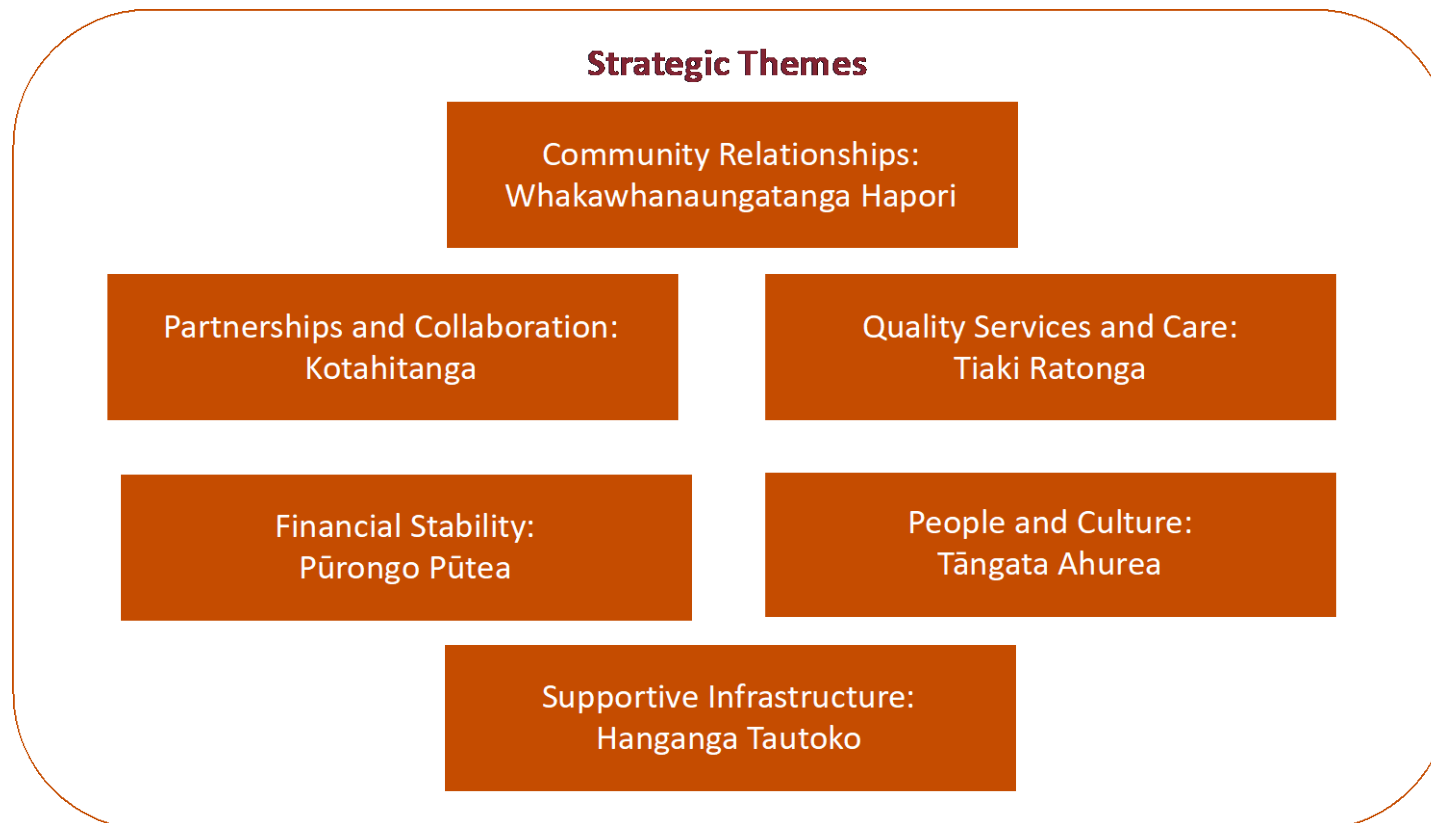 Strategic Themes
Community Relationships:
Whakawhanaungatanga Hapori
Partnerships and Collaboration:
Kotahitanga
Quality Services and Care:
Tiaki Ratonga
Financial Stability:
Pūrongo Pūtea
People and Culture:
Tāngata Ahurea
Supportive Infrastructure:
Hanganga Tautoko